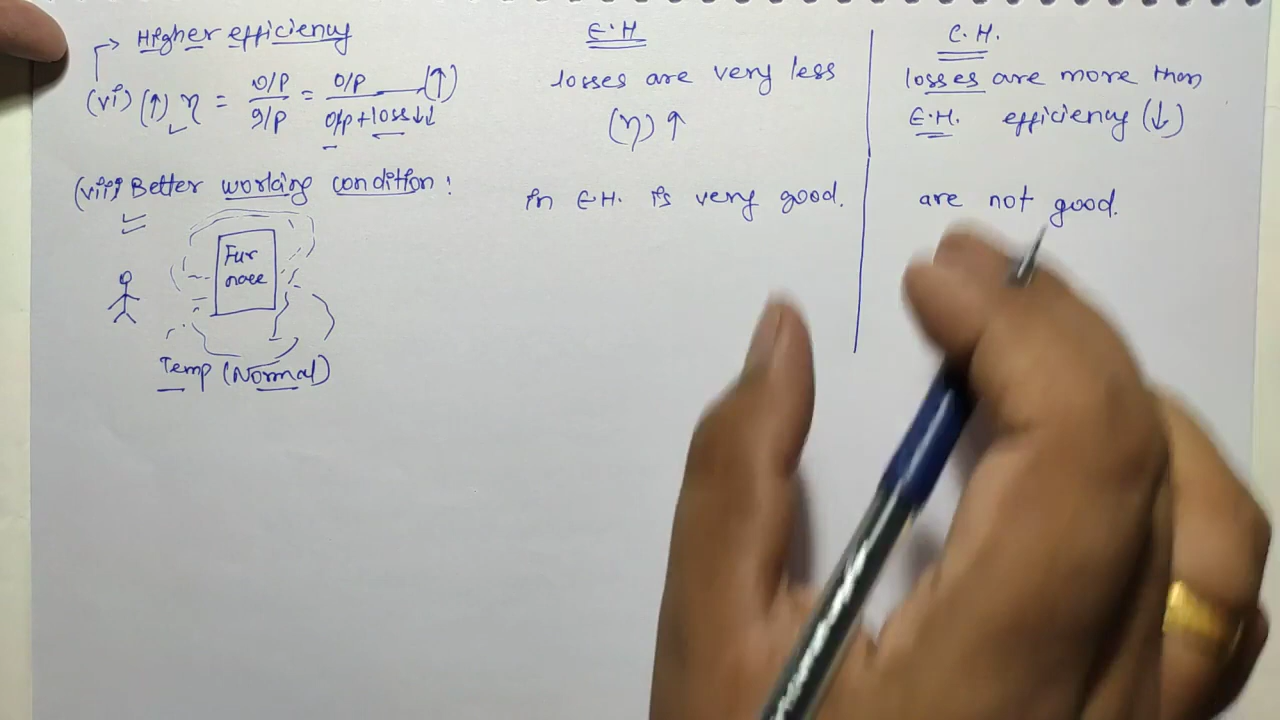 Higher efficiency
(vi) (↑) η = O/P / I/P = O/P / O/p + loss↓↓ (↑)
(viii) Better working condition:
Fur
nace
Temp (Normal)
E.H
losses are very less
(η) ↑
in E.H. is very good.
C.H.
losses are more than
E.H. efficiency (↓)
are not good.